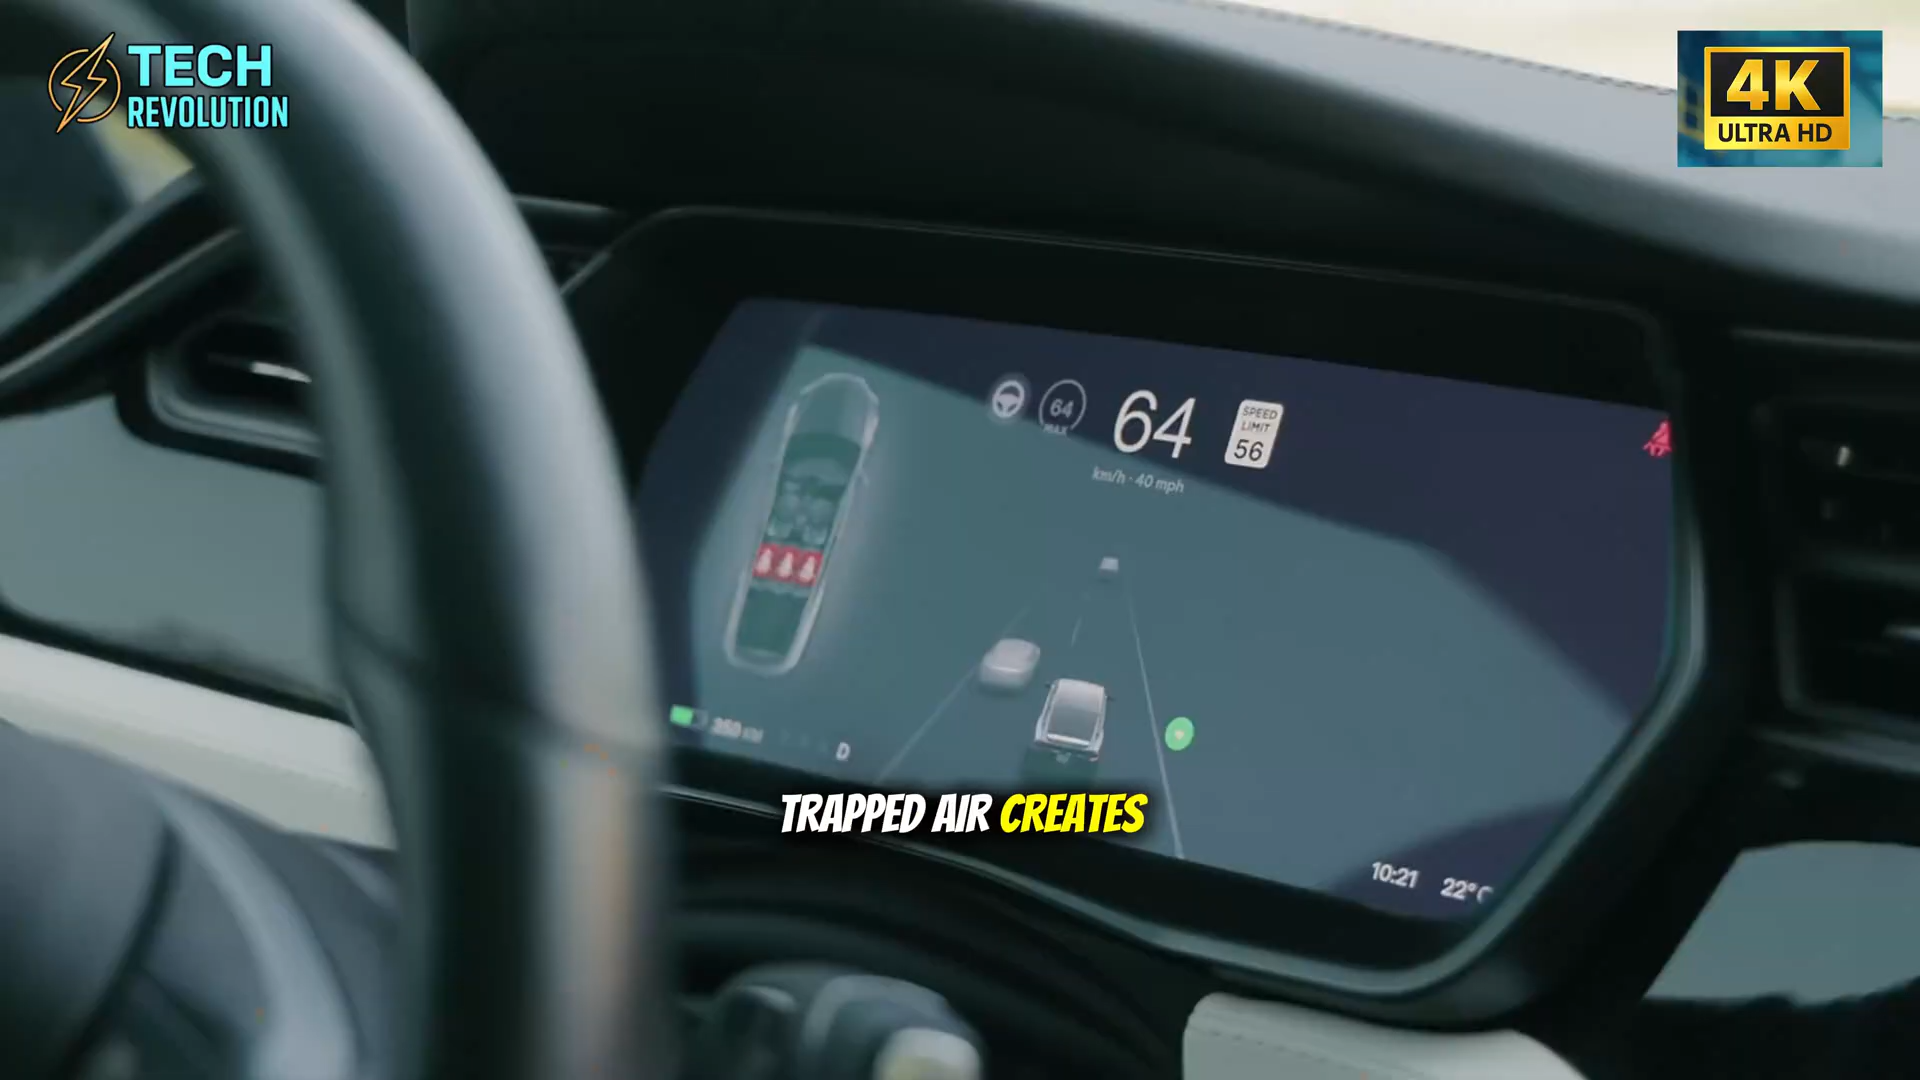 TECH
REVOLUTION
4K
ULTRA HD
64
MAX
64
km/h · 40 mph
SPEED
LIMIT
56
D
TRAPPED AIR CREATES
10:21
22°C